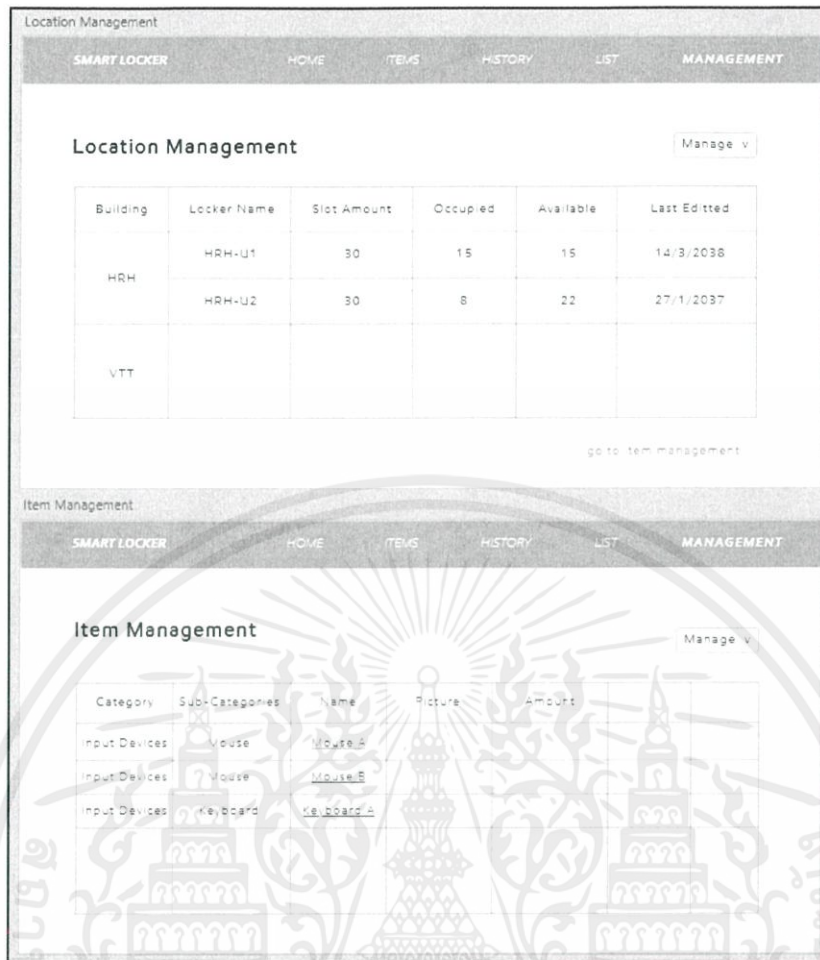 Location Management
SMART LOCKER HOME ITEMS HISTORY LIST MANAGEMENT
Location Management
Manage v
Building Locker Name Slot Amount Occupied Available Last Editted
HRH
HRH-U1 30 15 15 14/3/2038
HRH-U2 30 8 22 27/1/2037
VTT
go to item management
Item Management
SMART LOCKER HOME ITEMS HISTORY LIST MANAGEMENT
Item Management
Manage v
Category Sub-Categories Name Picture Amount
Input Devices Mouse Mouse A
Input Devices Mouse Mouse B
Input Devices Keyboard Keyboard A